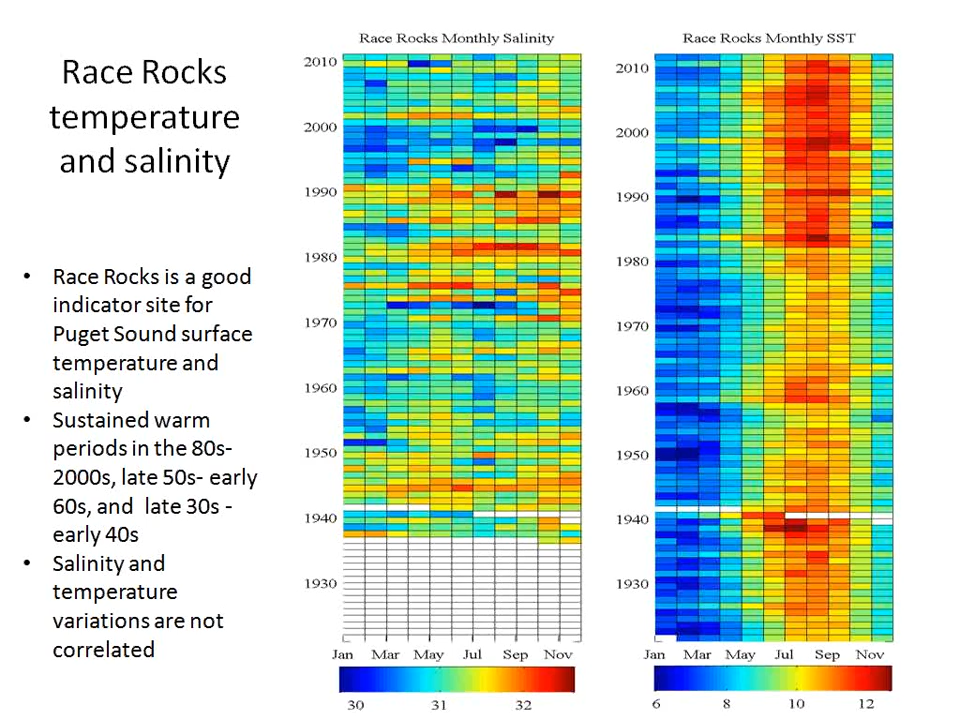 Race Rocks
temperature
and salinity
• Race Rocks is a good
indicator site for
Puget Sound surface
temperature and
salinity
• Sustained warm
periods in the 80s-
2000s, late 50s- early
60s, and  late 30s -
early 40s
• Salinity and
temperature
variations are not
correlated
Race Rocks Monthly Salinity
2010
2000
1990
1980
1970
1960
1950
1940
1930
Jan Mar May Jul Sep Nov
30 31 32
Race Rocks Monthly SST
2010
2000
1990
1980
1970
1960
1950
1940
1930
Jan Mar May Jul Sep Nov
6 8 10 12